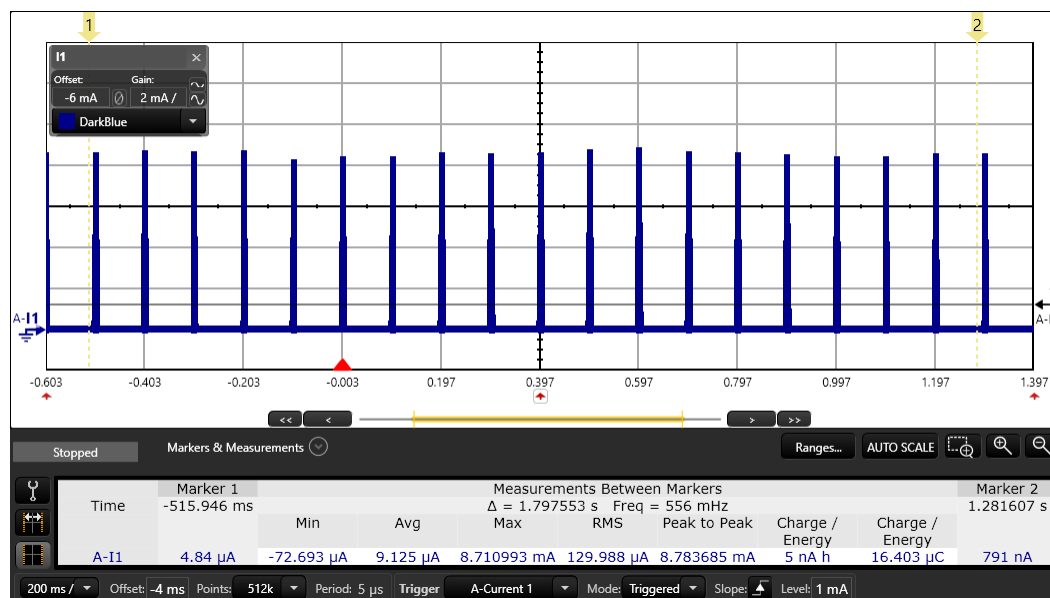 1
2
I1
Offset: Gain:
-6 mA 2 mA /
DarkBlue
A-I1
-0.603 -0.403 -0.203 -0.003 0.197 0.397 0.597 0.797 0.997 1.197 1.397
<< < > >>
Stopped Markers & Measurements Ranges... AUTO SCALE
Marker 1 Measurements Between Markers Marker 2
Time -515.946 ms Δ = 1.797553 s Freq = 556 mHz 1.281607 s
Min Avg Max RMS Peak to Peak Charge / Energy Charge / Energy
A-I1 4.84 µA -72.693 µA 9.125 µA 8.710993 mA 129.988 µA 8.783685 mA 5 nA h 16.403 µC 791 nA
200 ms / Offset: -4 ms Points: 512k Period: 5 µs Trigger A-Current 1 Mode: Triggered Slope: Level: 1 mA